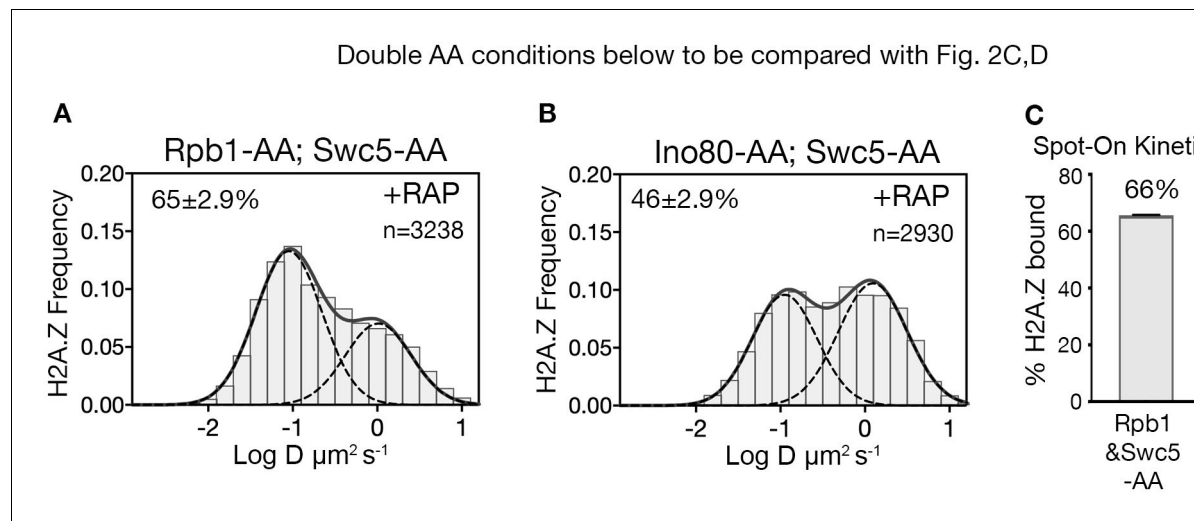 Double AA conditions below to be compared with Fig. 2C,D
A
Rpb1-AA; Swc5-AA
65±2.9%
+RAP
n=3238
H2A.Z Frequency
0.20
0.15
0.10
0.05
0.00
-2 -1 0 1
Log D µm² s⁻¹
B
Ino80-AA; Swc5-AA
46±2.9%
+RAP
n=2930
H2A.Z Frequency
0.20
0.15
0.10
0.05
0.00
-2 -1 0 1
Log D µm² s⁻¹
C
Spot-On Kineti
% H2A.Z bound
80
60
40
20
0
66%
Rpb1
&Swc5
-AA